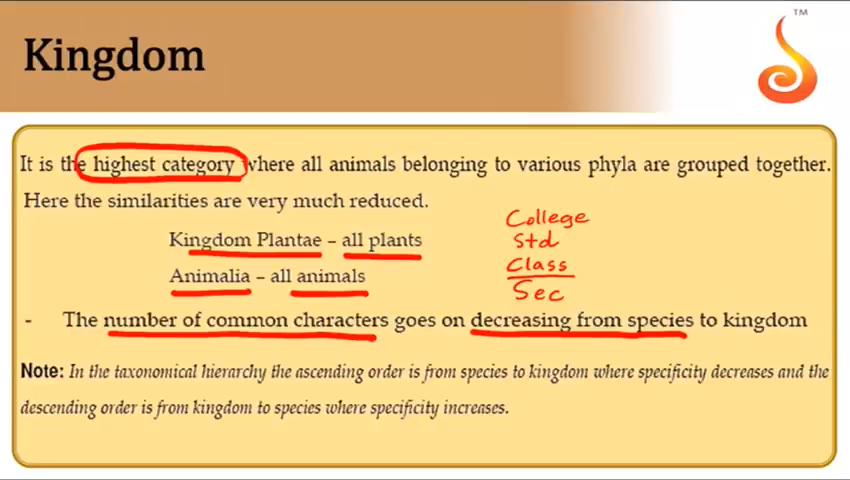 Kingdom
TM
It is the highest category where all animals belonging to various phyla are grouped together.
Here the similarities are very much reduced.
Kingdom Plantae – all plants
Animalia – all animals
College
Std
Class
Sec
- The number of common characters goes on decreasing from species to kingdom
Note: In the taxonomical hierarchy the ascending order is from species to kingdom where specificity decreases and the
descending order is from kingdom to species where specificity increases.